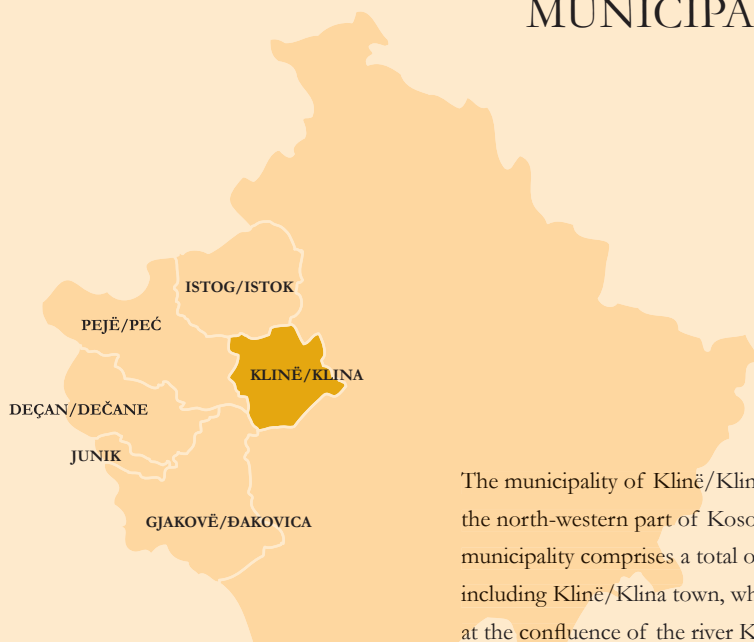 MUNICIPA
ISTOG/ISTOK
PEJË/PEĆ
KLINË/KLINA
DEÇAN/DEČANE
JUNIK
GJAKOVË/ĐAKOVICA
The municipality of Klinë/Klin
the north-western part of Koso
municipality comprises a total o
including Klinë/Klina town, wh
at the confluence of the river K